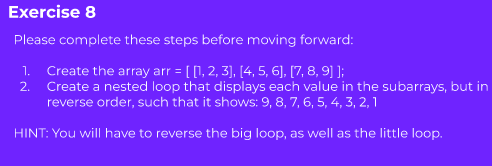 Exercise 8
Please complete these steps before moving forward:
1. Create the array arr = [ [1, 2, 3], [4, 5, 6], [7, 8, 9] ];
2. Create a nested loop that displays each value in the subarrays, but in
reverse order, such that it shows: 9, 8, 7, 6, 5, 4, 3, 2, 1
HINT: You will have to reverse the big loop, as well as the little loop.